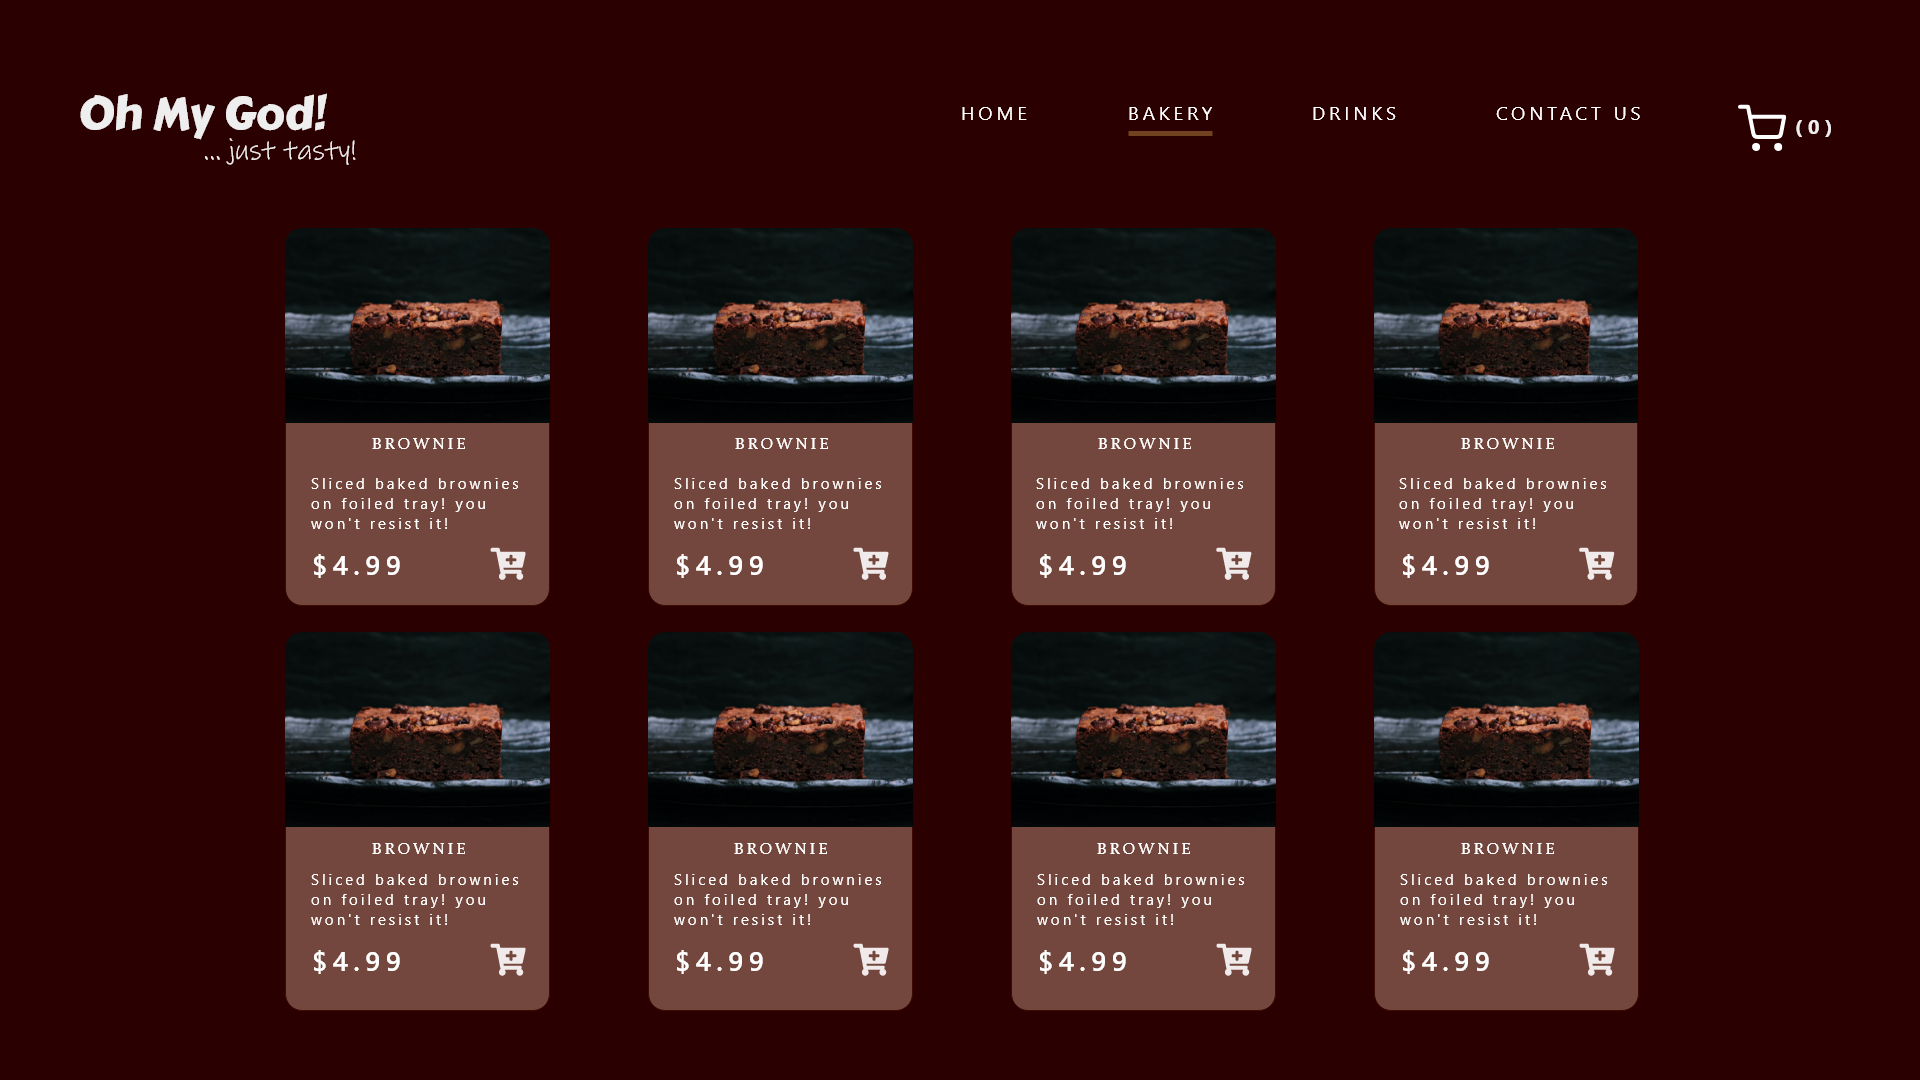 Oh My God!
... just tasty!
HOME
BAKERY
DRINKS
CONTACT US
(0)
BROWNIE
Sliced baked brownies
on foiled tray! you
won't resist it!
$4.99
BROWNIE
Sliced baked brownies
on foiled tray! you
won't resist it!
$4.99
BROWNIE
Sliced baked brownies
on foiled tray! you
won't resist it!
$4.99
BROWNIE
Sliced baked brownies
on foiled tray! you
won't resist it!
$4.99
BROWNIE
Sliced baked brownies
on foiled tray! you
won't resist it!
$4.99
BROWNIE
Sliced baked brownies
on foiled tray! you
won't resist it!
$4.99
BROWNIE
Sliced baked brownies
on foiled tray! you
won't resist it!
$4.99
BROWNIE
Sliced baked brownies
on foiled tray! you
won't resist it!
$4.99